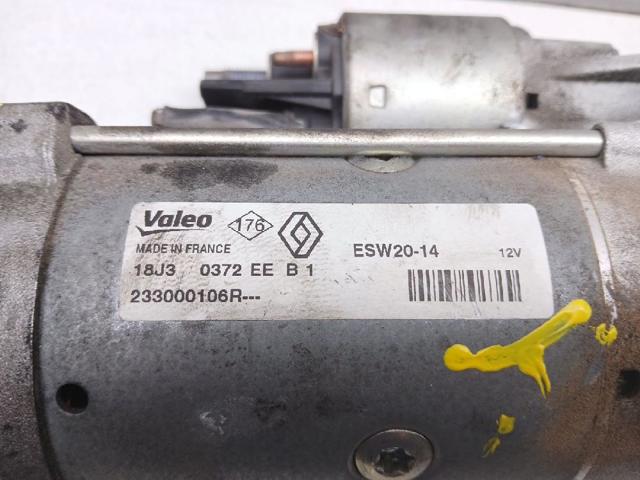 Valeo 176
MADE IN FRANCE ESW20-14 12V
18J3 0372 EE B 1
233000106R---